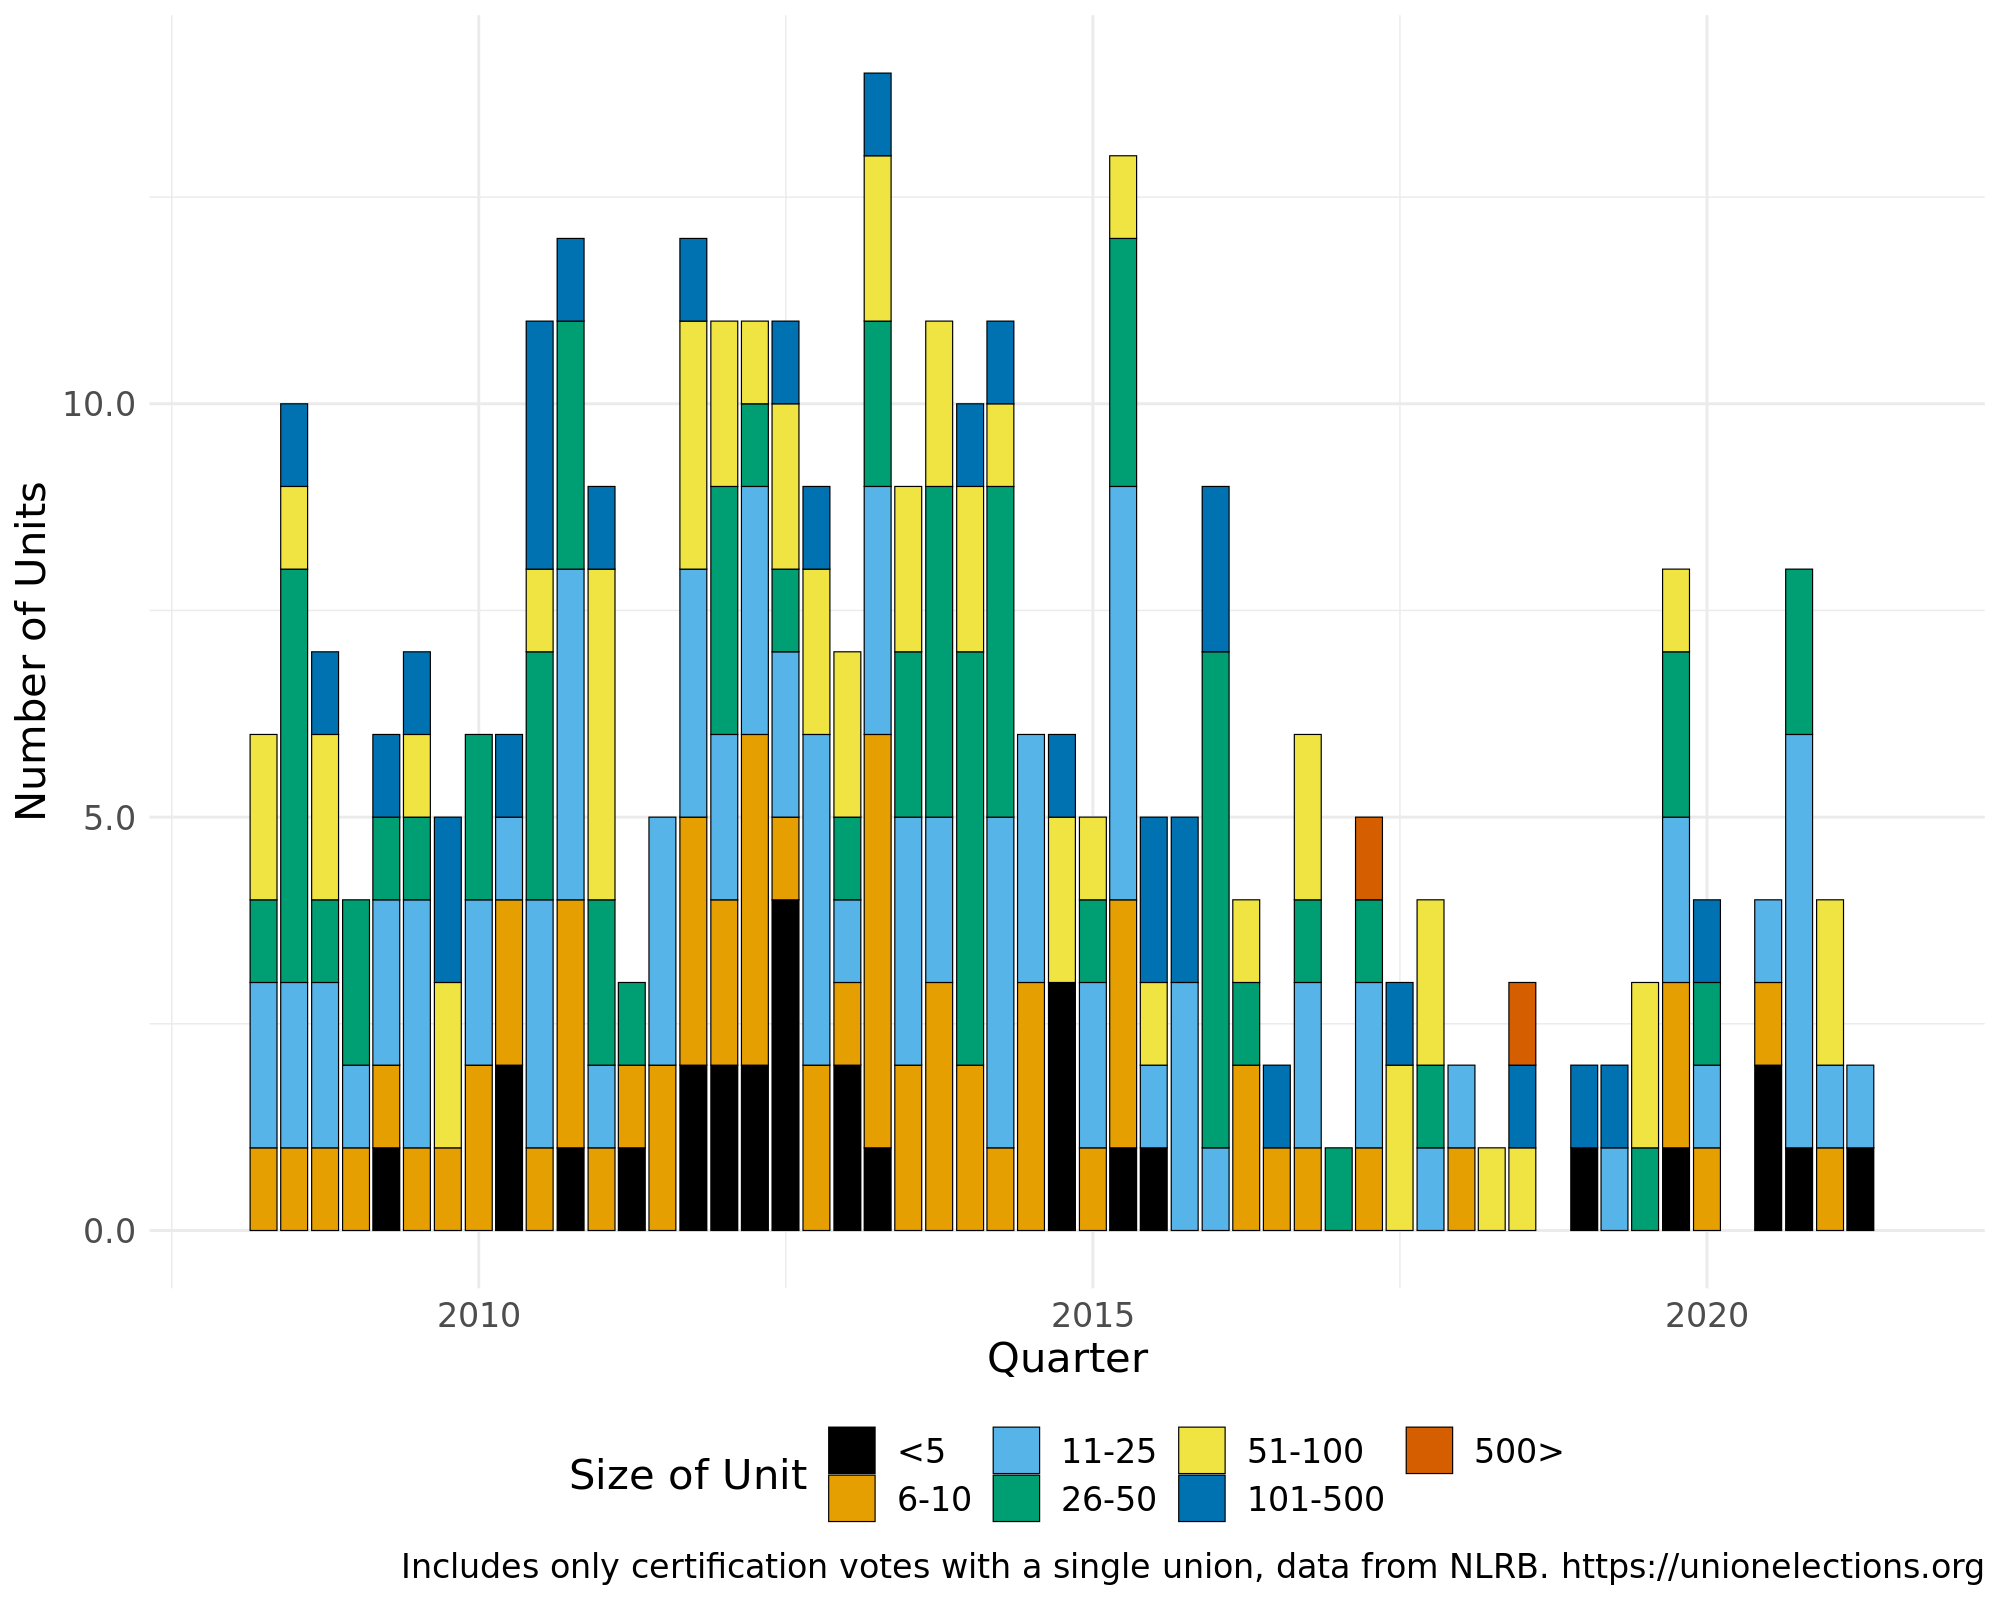 Number of Units
10.0
5.0
0.0
2010 2015 2020
Quarter
Size of Unit
<5 11-25 51-100 500>
6-10 26-50 101-500
Includes only certification votes with a single union, data from NLRB. https://unionelections.org